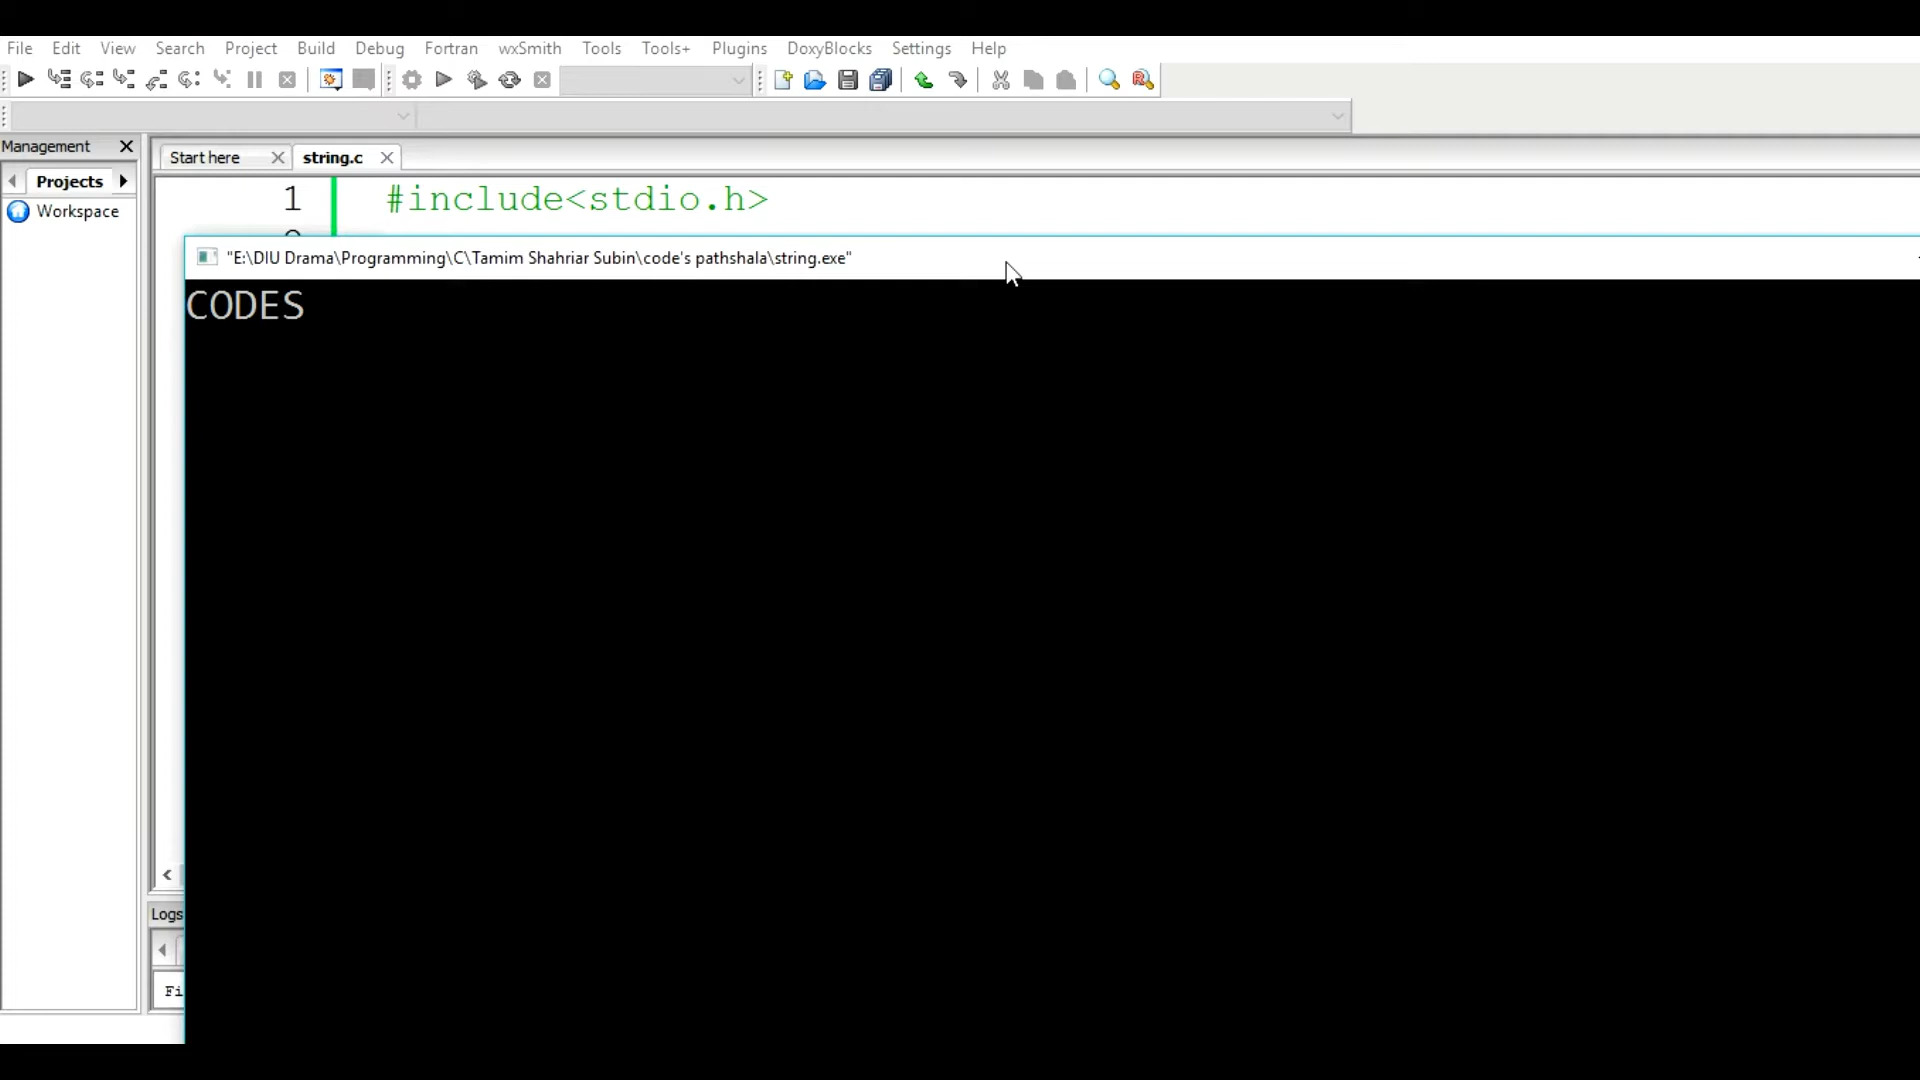 File Edit View Search Project Build Debug Fortran wxSmith Tools Tools+ Plugins DoxyBlocks Settings Help
Management
Start here string.c
Projects
Workspace
1 #include<stdio.h>
"E:\DIU Drama\Programming\C\Tamim Shahriar Subin\code's pathshala\string.exe"
CODES
Logs
Fi